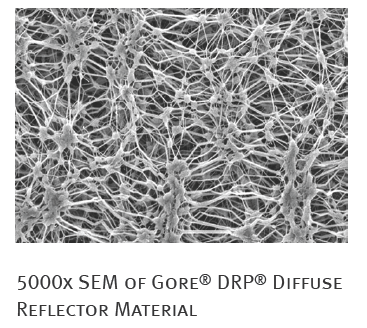 5000x SEM of Gore® DRP® Diffuse
Reflector Material